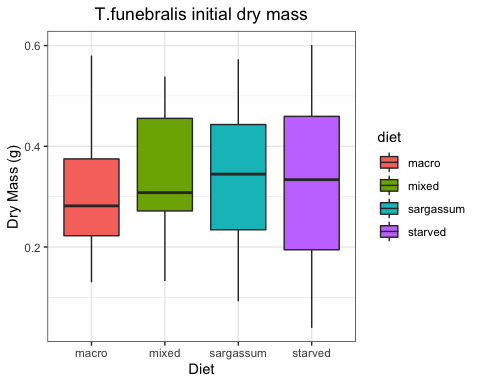 T.funebralis initial dry mass
0.6
0.4
0.2
Dry Mass (g)
macro mixed sargassum starved
Diet
diet
macro
mixed
sargassum
starved